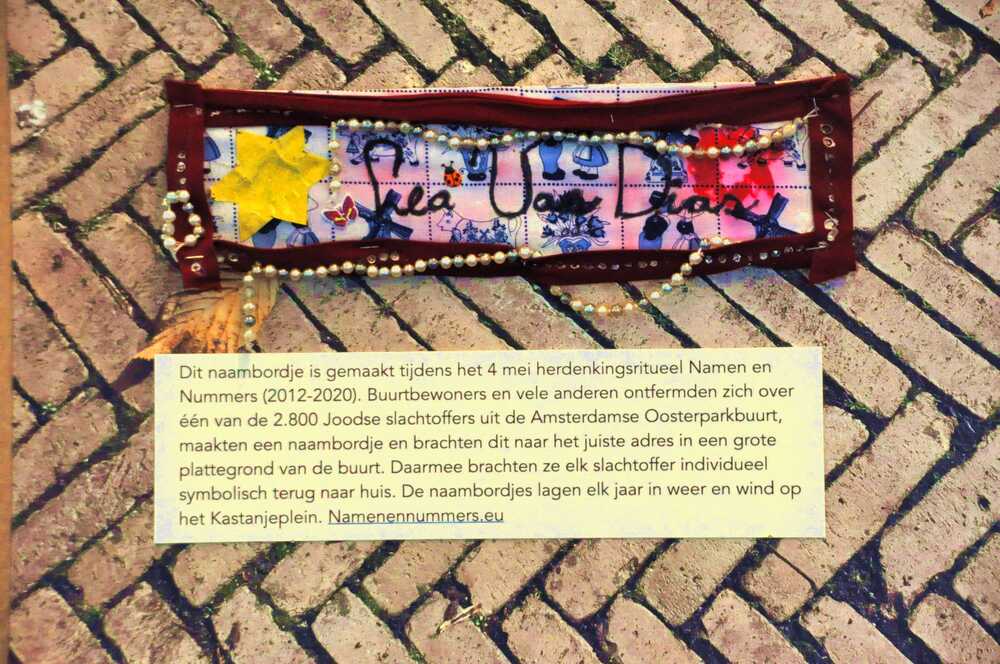 Lea Van Dias
Dit naambordje is gemaakt tijdens het 4 mei herdenkingsritueel Namen en
Nummers (2012-2020). Buurtbewoners en vele anderen ontfermden zich over
één van de 2.800 Joodse slachtoffers uit de Amsterdamse Oosterparkbuurt,
maakten een naambordje en brachten dit naar het juiste adres in een grote
plattegrond van de buurt. Daarmee brachten ze elk slachtoffer individueel
symbolisch terug naar huis. De naambordjes lagen elk jaar in weer en wind op
het Kastanjeplein. Namenennummers.eu